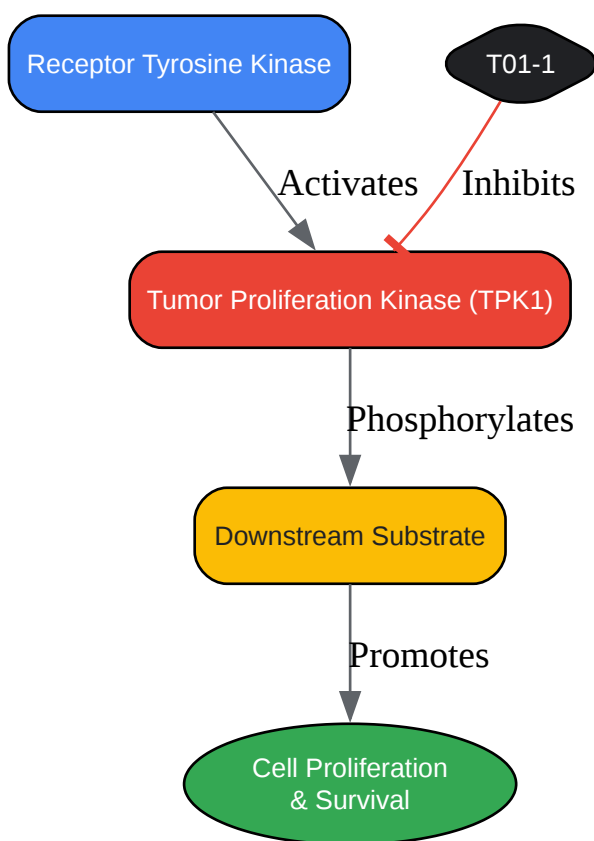 Receptor Tyrosine Kinase
T01-1
Activates
Inhibits
Tumor Proliferation Kinase (TPK1)
Phosphorylates
Downstream Substrate
Promotes
Cell Proliferation
& Survival